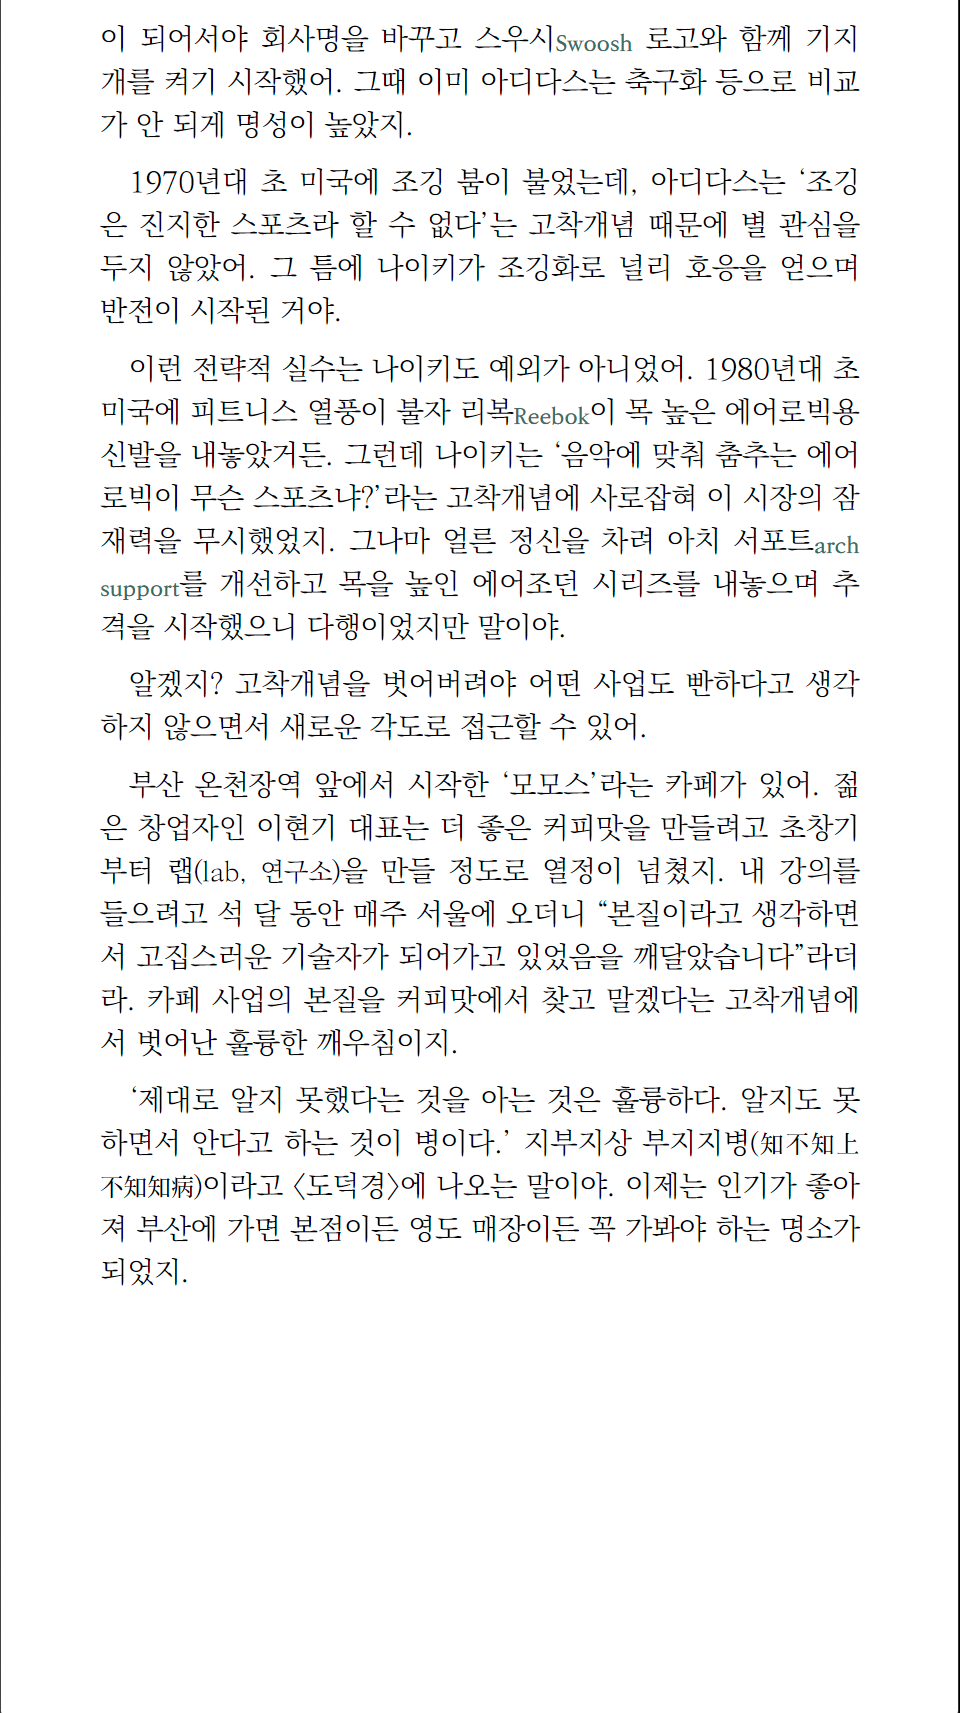 이 되어서야 회사명을 바꾸고 스우시Swoosh 로고와 함께 기지
개를 켜기 시작했어. 그때 이미 아디다스는 축구화 등으로 비교
가 안 되게 명성이 높았지.
1970년대 초 미국에 조깅 붐이 불었는데, 아디다스는 ‘조깅
은 진지한 스포츠라 할 수 없다’는 고착개념 때문에 별 관심을
두지 않았어. 그 틈에 나이키가 조깅화로 널리 호응을 얻으며
반전이 시작된 거야.
이런 전략적 실수는 나이키도 예외가 아니었어. 1980년대 초
미국에 피트니스 열풍이 불자 리복Reebok이 목 높은 에어로빅용
신발을 내놓았거든. 그런데 나이키는 ‘음악에 맞춰 춤추는 에어
로빅이 무슨 스포츠냐?’라는 고착개념에 사로잡혀 이 시장의 잠
재력을 무시했었지. 그나마 얼른 정신을 차려 아치 서포트arch
support를 개선하고 목을 높인 에어조던 시리즈를 내놓으며 추
격을 시작했으니 다행이었지만 말이야.
알겠지? 고착개념을 벗어버려야 어떤 사업도 빤하다고 생각
하지 않으면서 새로운 각도로 접근할 수 있어.
부산 온천장역 앞에서 시작한 ‘모모스’라는 카페가 있어. 젊
은 창업자인 이현기 대표는 더 좋은 커피맛을 만들려고 초창기
부터 랩(lab, 연구소)을 만들 정도로 열정이 넘쳤지. 내 강의를
들으려고 석 달 동안 매주 서울에 오더니 “본질이라고 생각하면
서 고집스러운 기술자가 되어가고 있었음을 깨달았습니다”라더
라. 카페 사업의 본질을 커피맛에서 찾고 말겠다는 고착개념에
서 벗어난 훌륭한 깨우침이지.
‘제대로 알지 못했다는 것을 아는 것은 훌륭하다. 알지도 못
하면서 안다고 하는 것이 병이다.’ 지부지상 부지지병(知不知上
不知知病)이라고 〈도덕경〉에 나오는 말이야. 이제는 인기가 좋아
져 부산에 가면 본점이든 영도 매장이든 꼭 가봐야 하는 명소가
되었지.